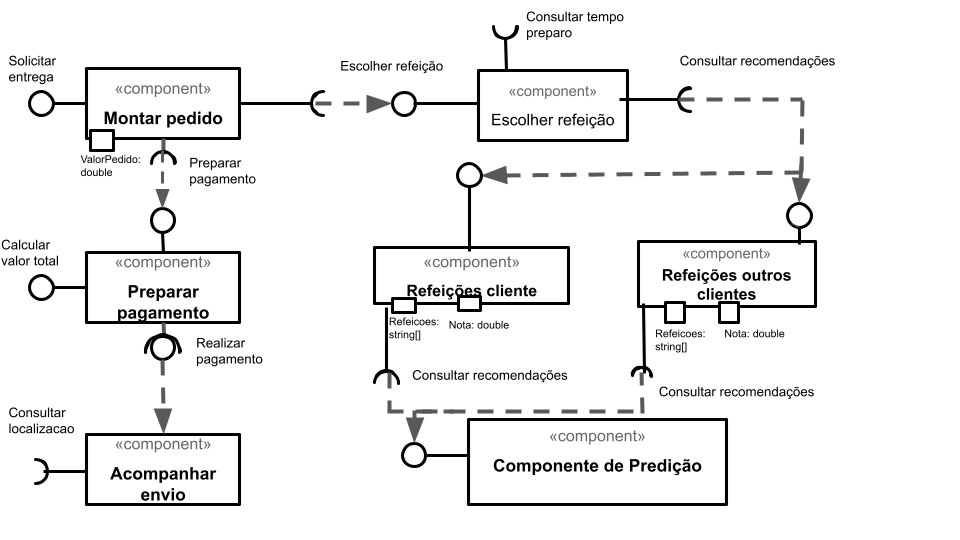 Consultar tempo
preparo
Solicitar
entrega
Escolher refeição
Consultar recomendações
«component»
Montar pedido
«component»
Escolher refeição
ValorPedido:
double
Preparar
pagamento
Calcular
valor total
«component»
Preparar
pagamento
«component»
Refeições cliente
Refeicoes:
string[]
Nota: double
«component»
Refeições outros
clientes
Refeicoes:
string[]
Nota: double
Realizar
pagamento
Consultar recomendações
Consultar recomendações
Consultar
localizacao
«component»
Acompanhar
envio
«component»
Componente de Predição